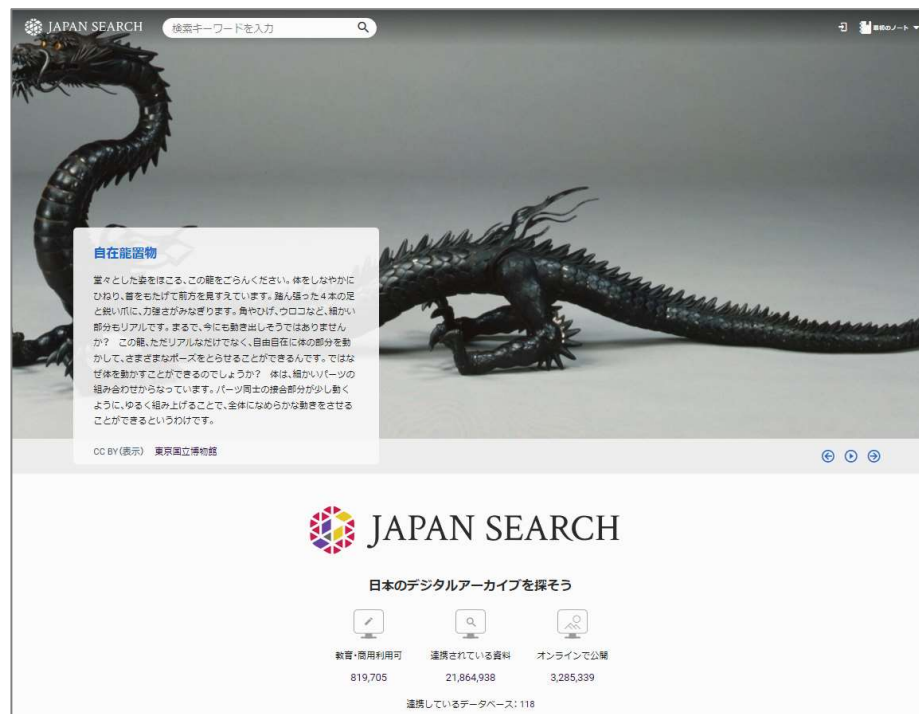 JAPAN SEARCH
検索キーワードを入力
最初のノート
自在龍置物
堂々とした姿をほこる、この龍をごらんください。体をしなやかに
ひねり、首をもたげて前方を見すえています。踏ん張った4本の足
と鋭い爪に、力強さがみなぎります。角やひげ、ウロコなど、細かい
部分もリアルです。まるで、今にも動き出しそうではありません
か? この龍、ただリアルなだけでなく、自由自在に体の部分を動
かして、さまざまなポーズをとらせることができるんです。ではな
ぜ体を動かすことができるのでしょうか? 体は、細かいパーツの
組み合わせからなっています。パーツ同士の接合部分が少し動く
ように、ゆるく組み上げることで、全体になめらかな動きをさせる
ことができるというわけです。
CC BY(表示) 東京国立博物館
JAPAN SEARCH
日本のデジタルアーカイブを探そう
教育・商用利用可 連携されている資料 オンラインで公開
819,705 21,864,938 3,285,339
連携しているデータベース: 118